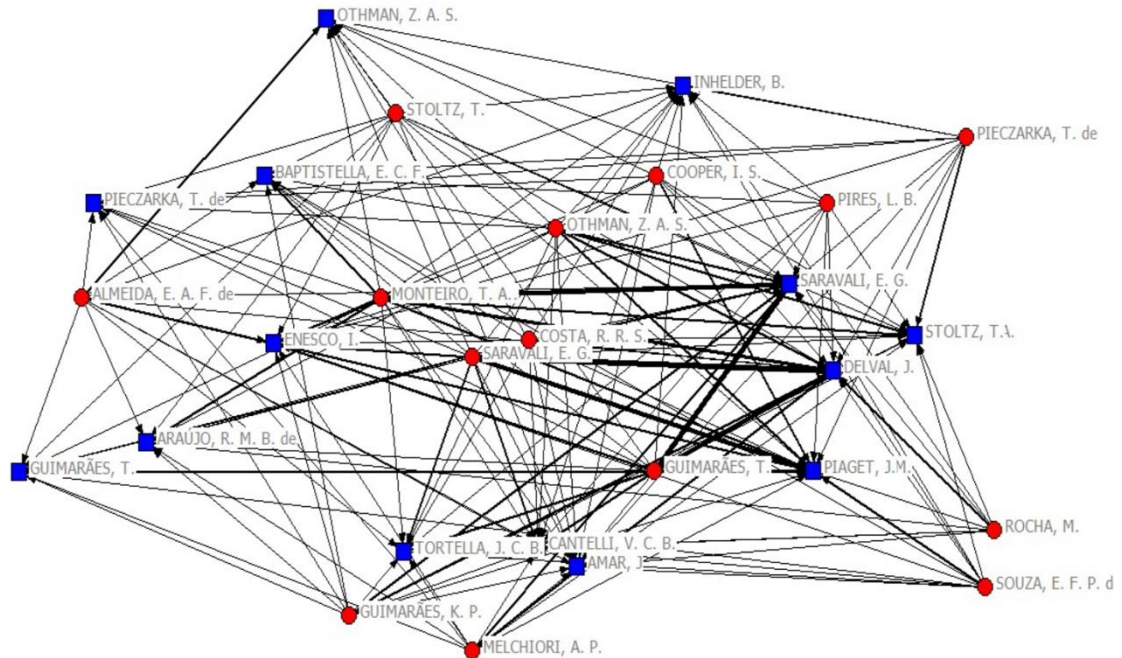 OTHMAN, Z. A. S.
INHELDER, B.
STOLTZ, T.
PIECZARKA, T. de
BAPTISTELLA, E. C. F.
COOPER, I. S.
PIECZARKA, T. de
PIRES, L. B.
OTHMAN, Z. A. S.
SARAVALI, E. G.
ALMEIDA, E. A. F. de
MONTEIRO, T. A.
STOLTZ, T.
ENESCO, I.
COSTA, R. R. S.
SARAVALI, E. G.
DELVAL, J.
ARAÚJO, R. M. B. de
GUIMARÃES, T.
GUIMARÃES, T.
PIAGET, J.M.
ROCHA, M.
TORTELLA, J. C. B.
CANTELLI, V. C. B.
AMAR, J
SOUZA, E. F. P. d
GUIMARÃES, K. P.
MELCHIORI, A. P.